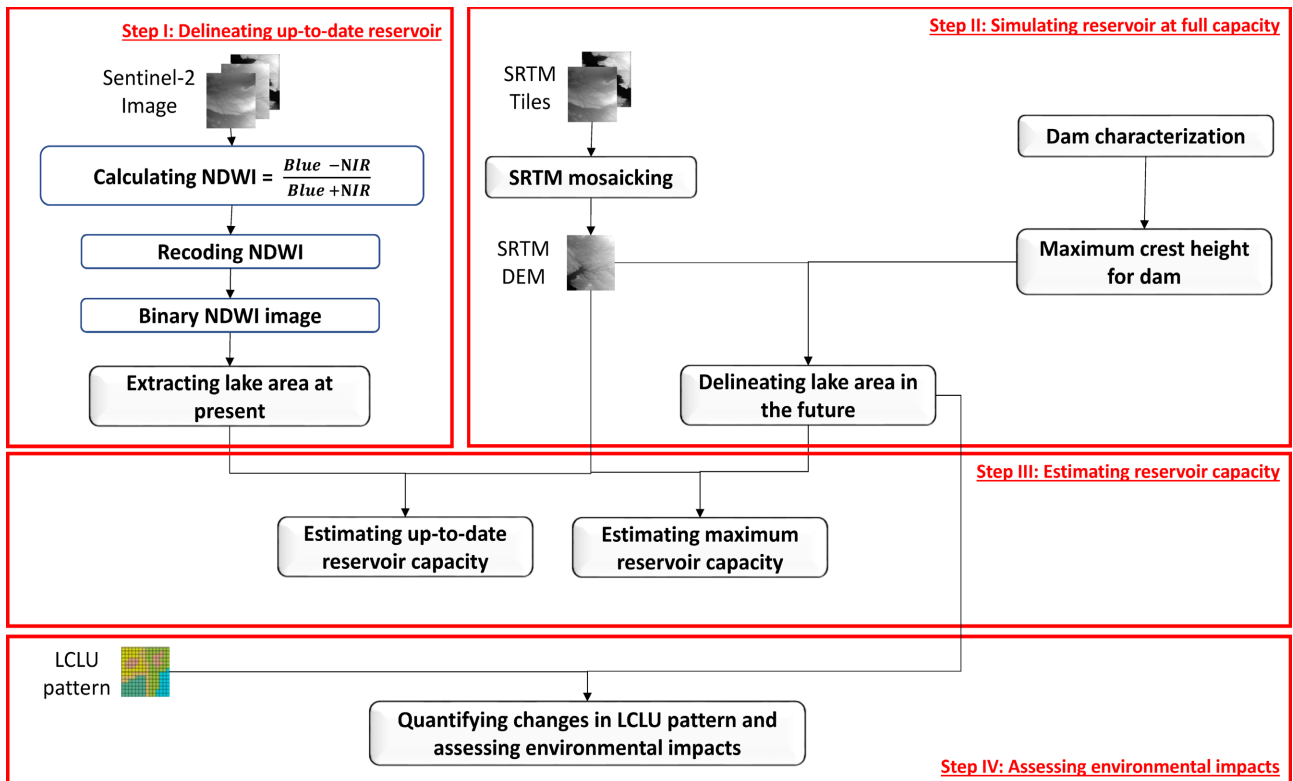 Step I: Delineating up-to-date reservoir
Sentinel-2
Image
Calculating NDWI = Blue −NIR / Blue +NIR
Recoding NDWI
Binary NDWI image
Extracting lake area at
present
Step II: Simulating reservoir at full capacity
SRTM
Tiles
SRTM mosaicking
SRTM
DEM
Dam characterization
Maximum crest height
for dam
Delineating lake area in
the future
Step III: Estimating reservoir capacity
Estimating up-to-date
reservoir capacity
Estimating maximum
reservoir capacity
LCLU
pattern
Quantifying changes in LCLU pattern and
assessing environmental impacts
Step IV: Assessing environmental impacts